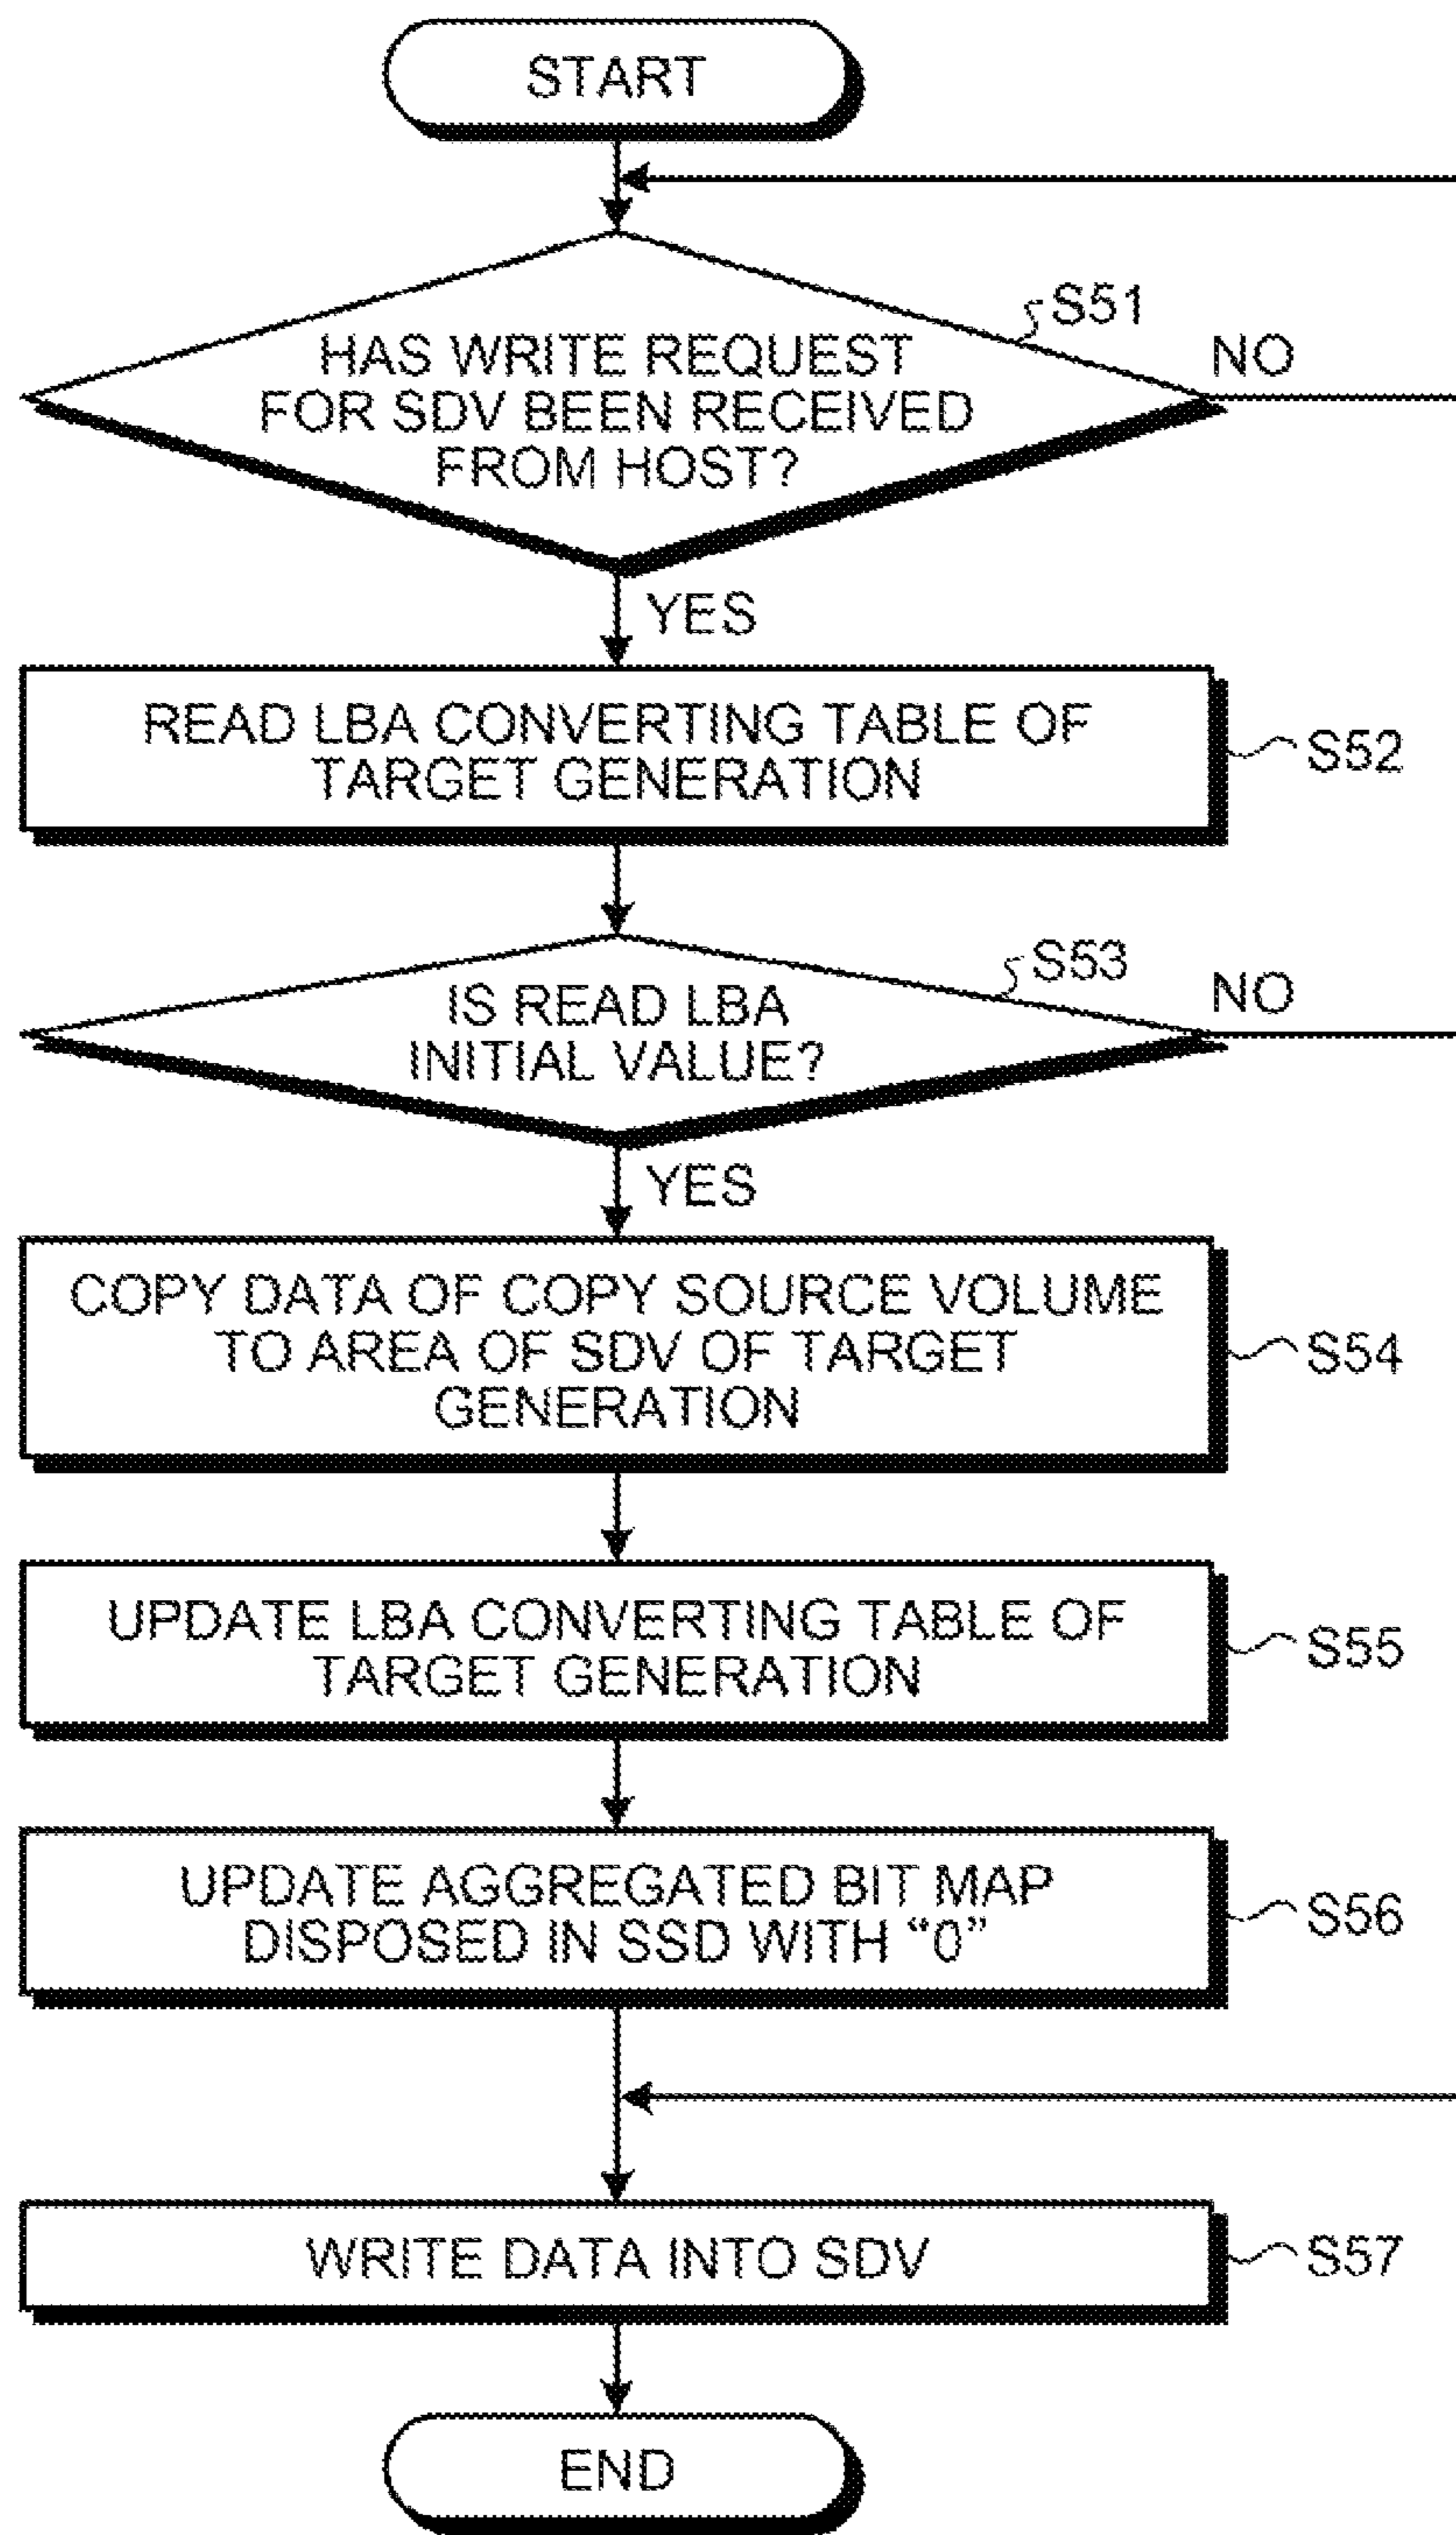 START
S51
HAS WRITE REQUEST
FOR SDV BEEN RECEIVED
FROM HOST?
NO
YES
READ LBA CONVERTING TABLE OF
TARGET GENERATION
S52
S53
IS READ LBA
INITIAL VALUE?
NO
YES
COPY DATA OF COPY SOURCE VOLUME
TO AREA OF SDV OF TARGET
GENERATION
S54
UPDATE LBA CONVERTING TABLE OF
TARGET GENERATION
S55
UPDATE AGGREGATED BIT MAP
DISPOSED IN SSD WITH “0”
S56
WRITE DATA INTO SDV
S57
END